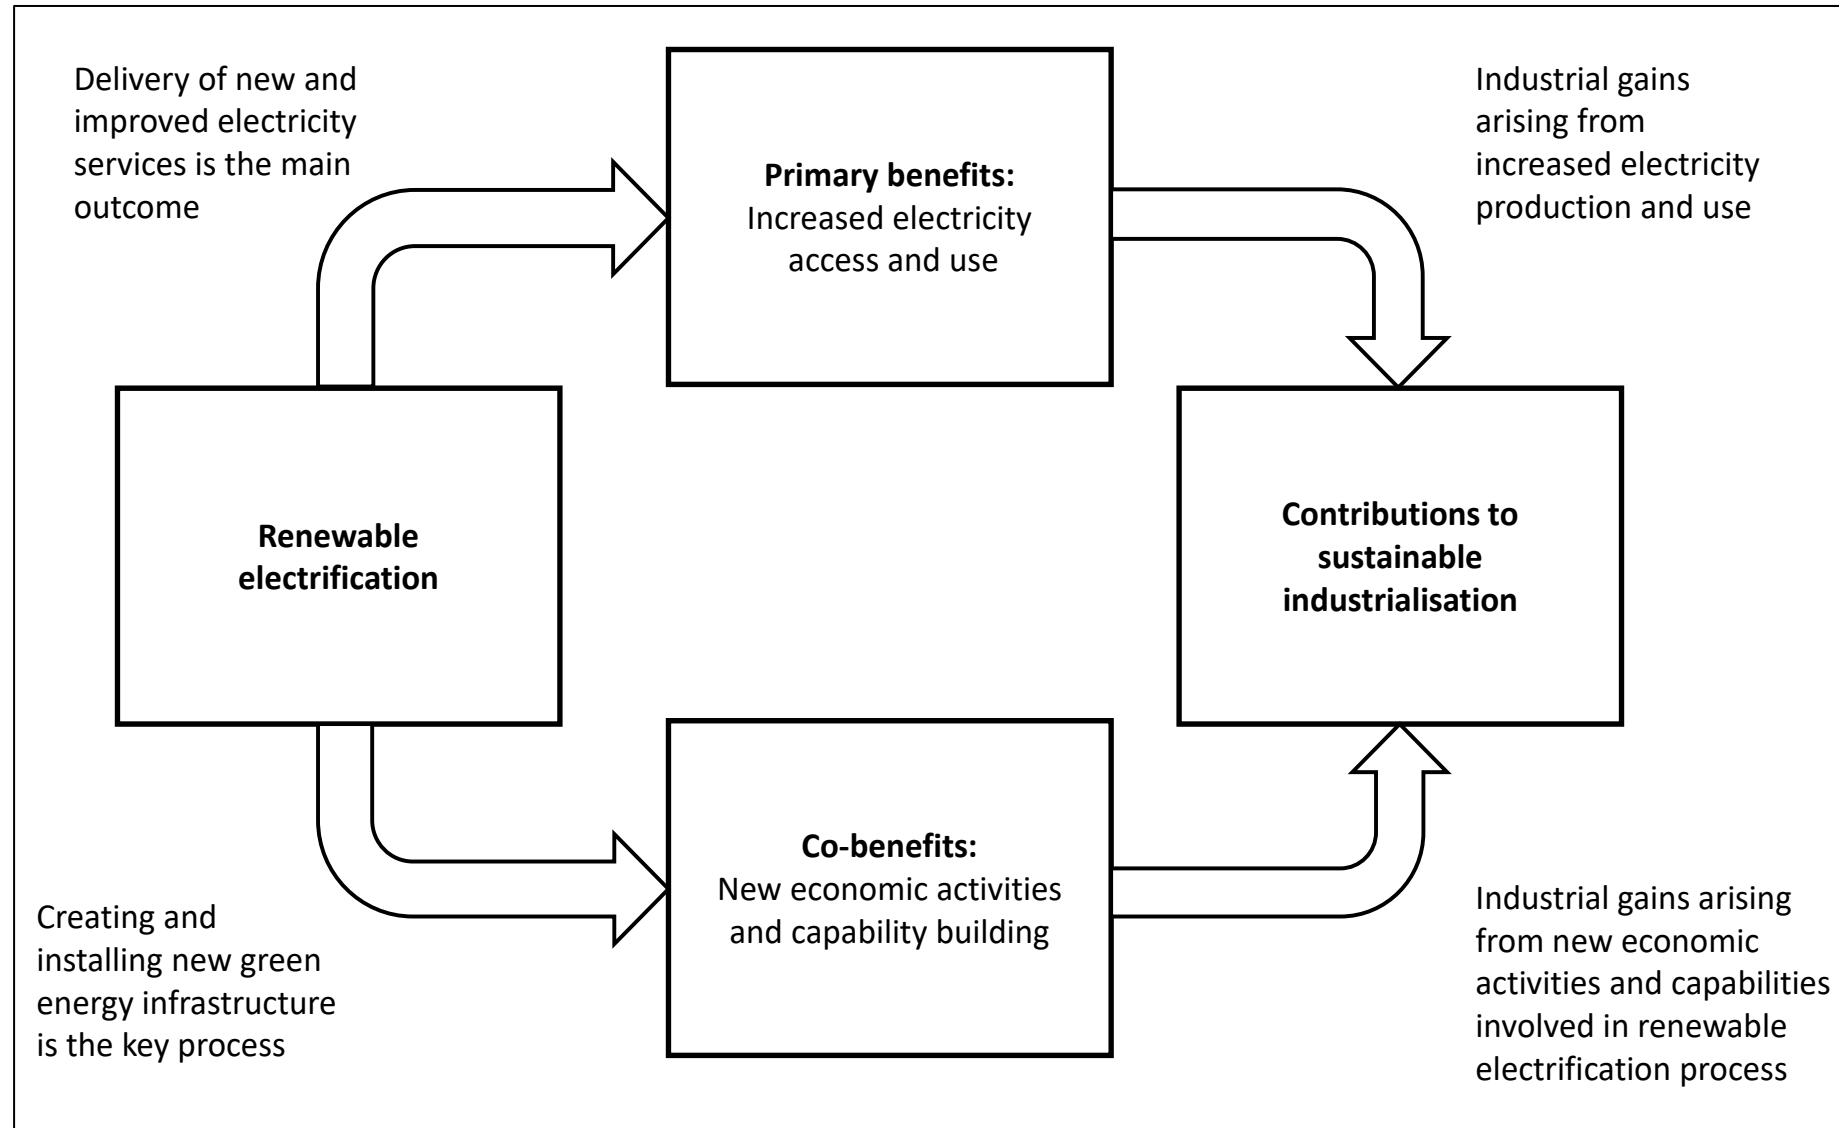 Delivery of new and
improved electricity
services is the main
outcome
Primary benefits:
Increased electricity
access and use
Industrial gains
arising from
increased electricity
production and use
Renewable
electrification
Contributions to
sustainable
industrialisation
Creating and
installing new green
energy infrastructure
is the key process
Co-benefits:
New economic activities
and capability building
Industrial gains arising
from new economic
activities and capabilities
involved in renewable
electrification process